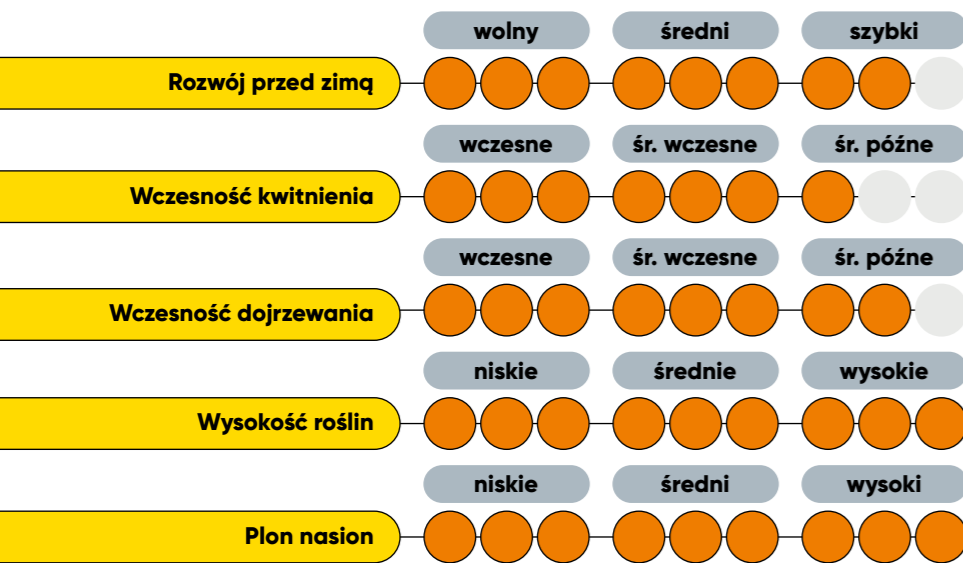 wolny średni szybki
Rozwój przed zimą
wczesne śr. wczesne śr. późne
Wczesność kwitnienia
wczesne śr. wczesne śr. późne
Wczesność dojrzewania
niskie średnie wysokie
Wysokość roślin
niskie średni wysoki
Plon nasion